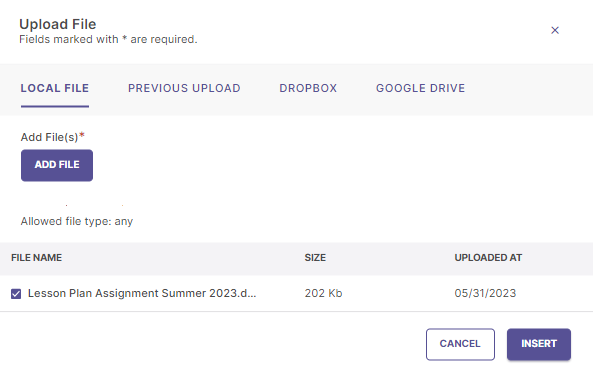 Upload File
Fields marked with * are required.
×
LOCAL FILE PREVIOUS UPLOAD DROPBOX GOOGLE DRIVE
Add File(s)*
ADD FILE
Allowed file type: any
FILE NAME SIZE UPLOADED AT
Lesson Plan Assignment Summer 2023.d... 202 Kb 05/31/2023
CANCEL INSERT